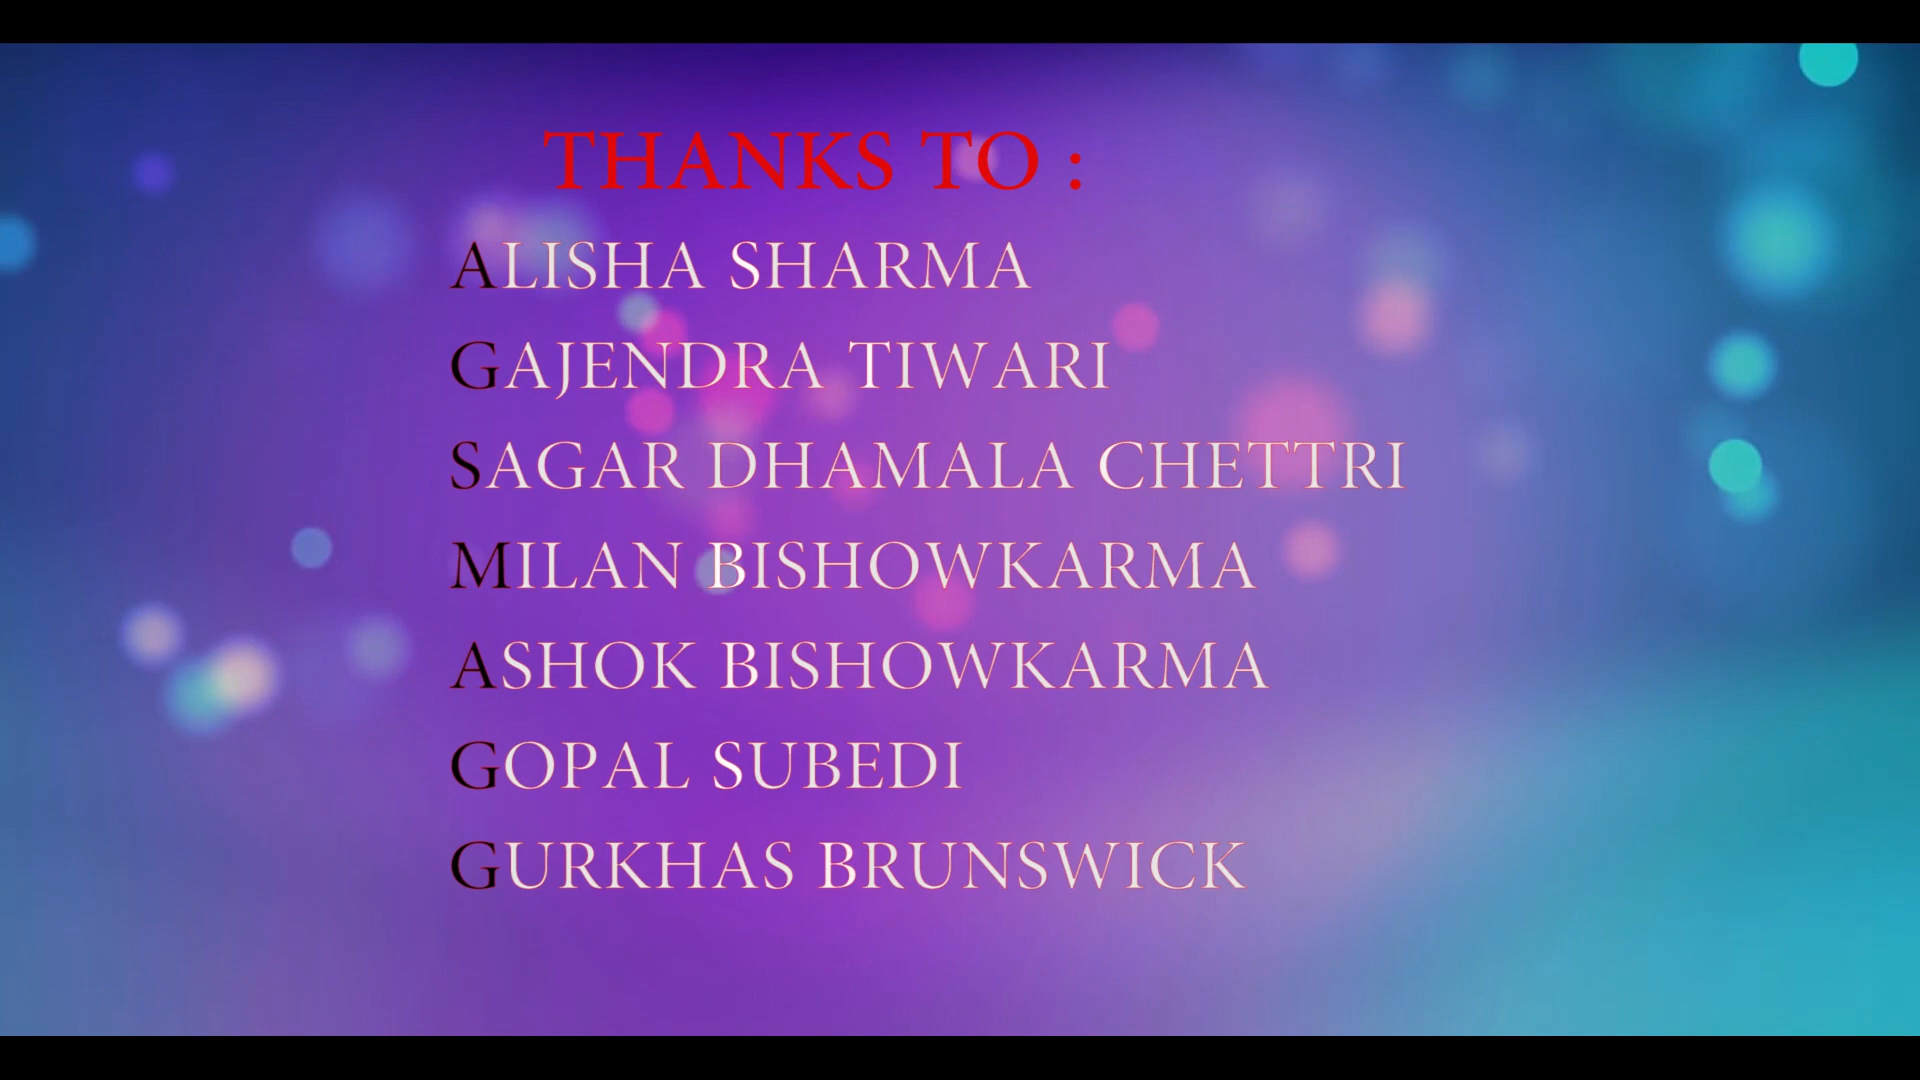 THANKS TO :
ALISHA SHARMA
GAJENDRA TIWARI
SAGAR DHAMALA CHETTRI
MILAN BISHOWKARMA
ASHOK BISHOWKARMA
GOPAL SUBEDI
GURKHAS BRUNSWICK